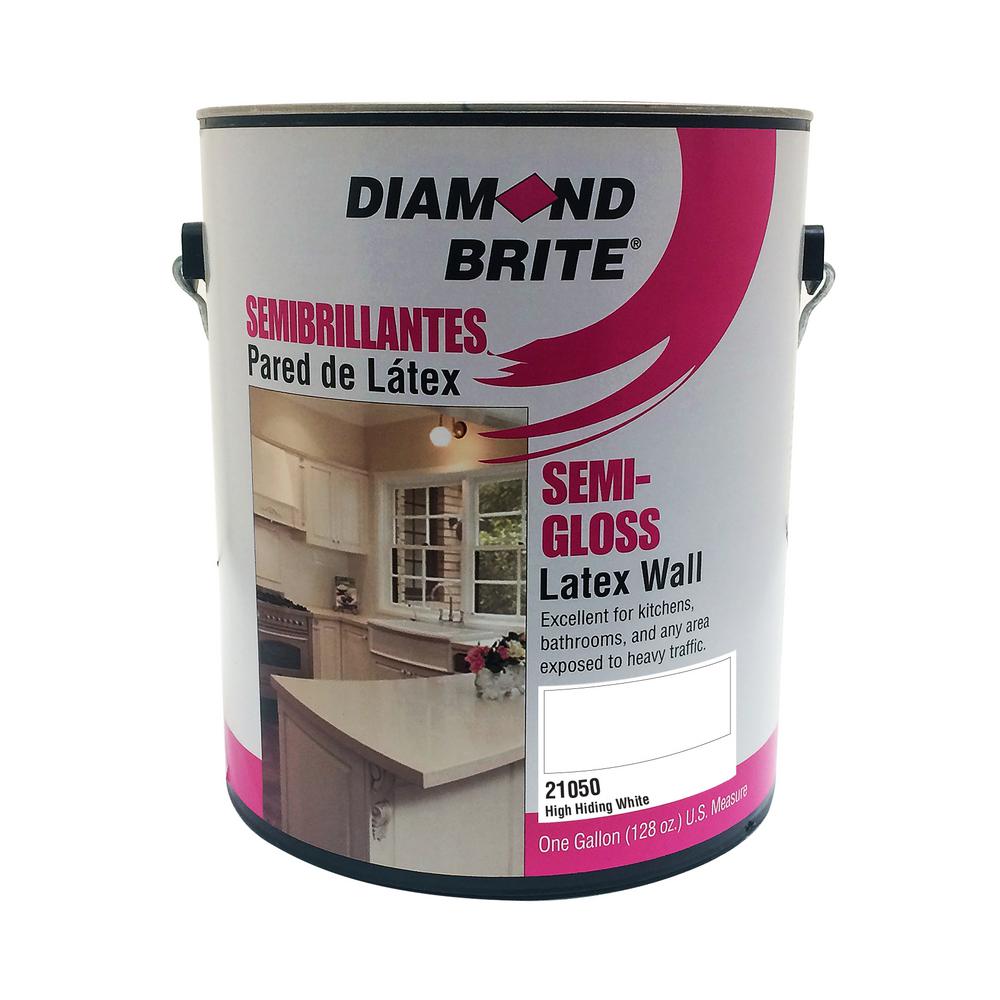 DIAMOND
BRITE®
SEMIBRILLANTES
Pared de Látex
SEMI-
GLOSS
Latex Wall
Excellent for kitchens,
bathrooms, and any area
exposed to heavy traffic.
21050
High Hiding White
One Gallon (128 oz.) U.S. Measure